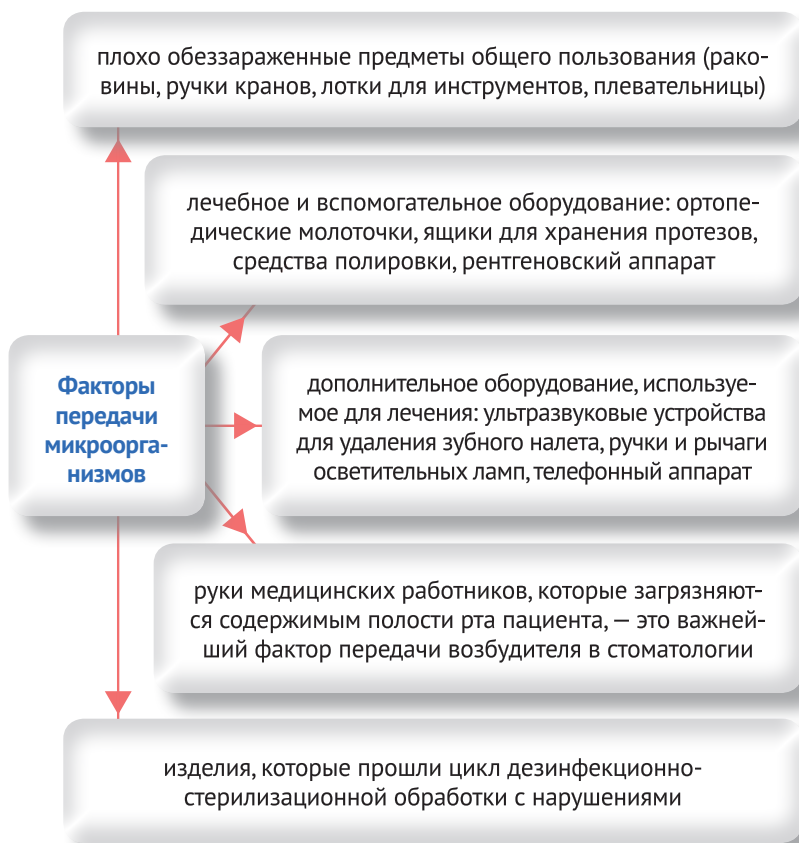 плохо обеззараженные предметы общего пользования (рако-
вины, ручки кранов, лотки для инструментов, плевательницы)
лечебное и вспомогательное оборудование: ортопе-
дические молоточки, ящики для хранения протезов,
средства полировки, рентгеновский аппарат
Факторы
передачи
микроорга-
низмов
дополнительное оборудование, используе-
мое для лечения: ультразвуковые устройства
для удаления зубного налета, ручки и рычаги
осветительных ламп, телефонный аппарат
руки медицинских работников, которые загрязняют-
ся содержимым полости рта пациента, — это важней-
ший фактор передачи возбудителя в стоматологии
изделия, которые прошли цикл дезинфекционно-
стерилизационной обработки с нарушениями